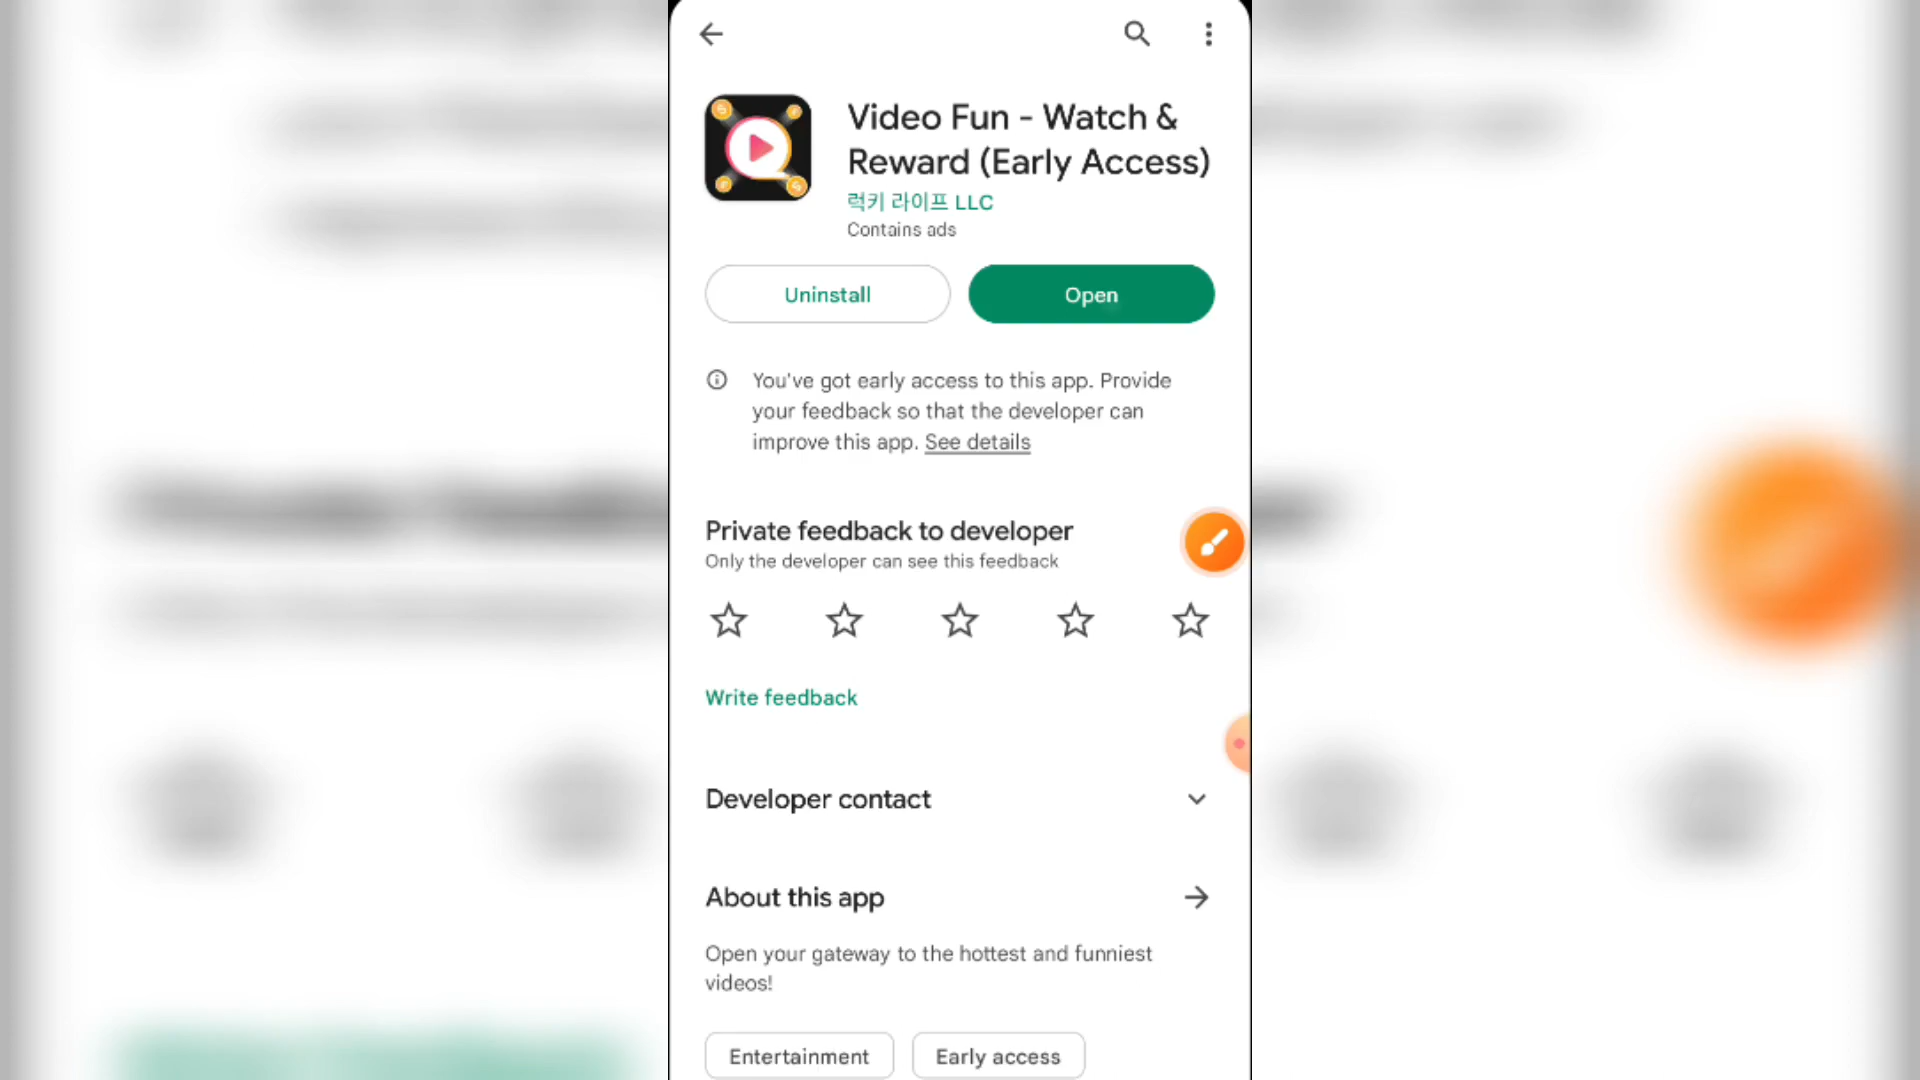 Video Fun - Watch &
Reward (Early Access)
럭키 라이프 LLC
Contains ads
Uninstall
Open
You've got early access to this app. Provide
your feedback so that the developer can
improve this app. See details
Private feedback to developer
Only the developer can see this feedback
Write feedback
Developer contact
About this app
Open your gateway to the hottest and funniest
videos!
Entertainment
Early access